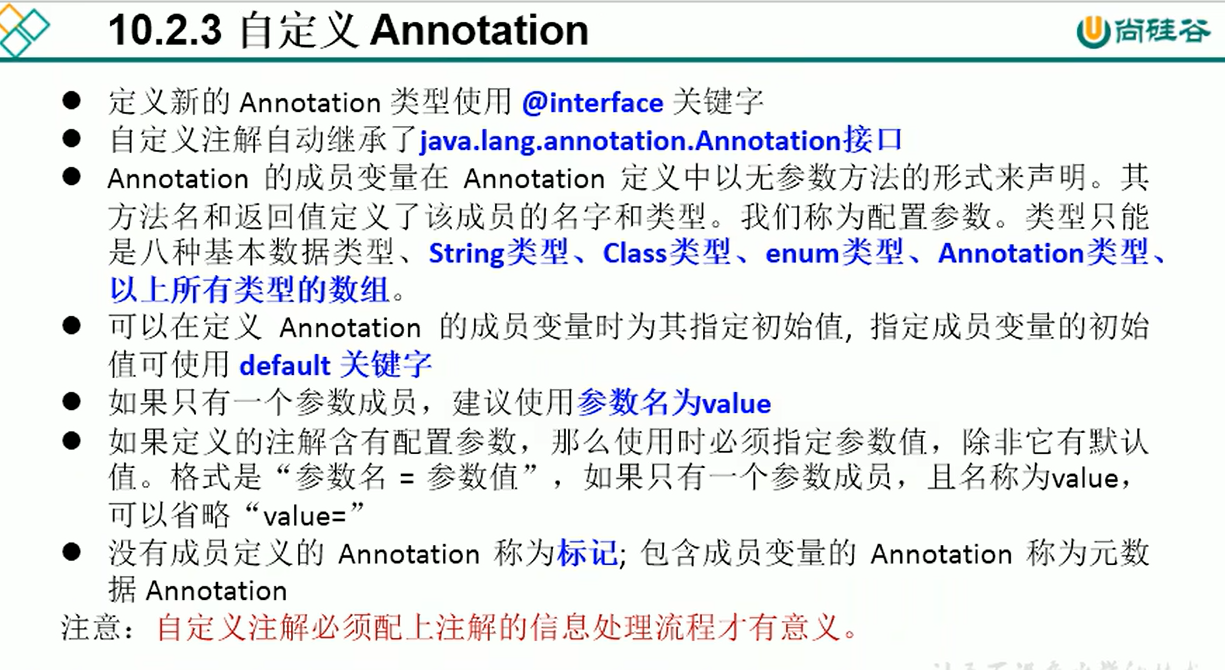 10.2.3 自定义 Annotation
尚硅谷
● 定义新的 Annotation 类型使用 @interface 关键字
● 自定义注解自动继承了java.lang.annotation.Annotation接口
● Annotation 的成员变量在 Annotation 定义中以无参数方法的形式来声明。其
方法名和返回值定义了该成员的名字和类型。我们称为配置参数。类型只能
是八种基本数据类型、String类型、Class类型、enum类型、Annotation类型、
以上所有类型的数组。
● 可以在定义 Annotation 的成员变量时为其指定初始值, 指定成员变量的初始
值可使用 default 关键字
● 如果只有一个参数成员，建议使用参数名为value
● 如果定义的注解含有配置参数，那么使用时必须指定参数值，除非它有默认
值。格式是“参数名 = 参数值”，如果只有一个参数成员，且名称为value，
可以省略“value=”
● 没有成员定义的 Annotation 称为标记; 包含成员变量的 Annotation 称为元数
据 Annotation
注意：自定义注解必须配上注解的信息处理流程才有意义。